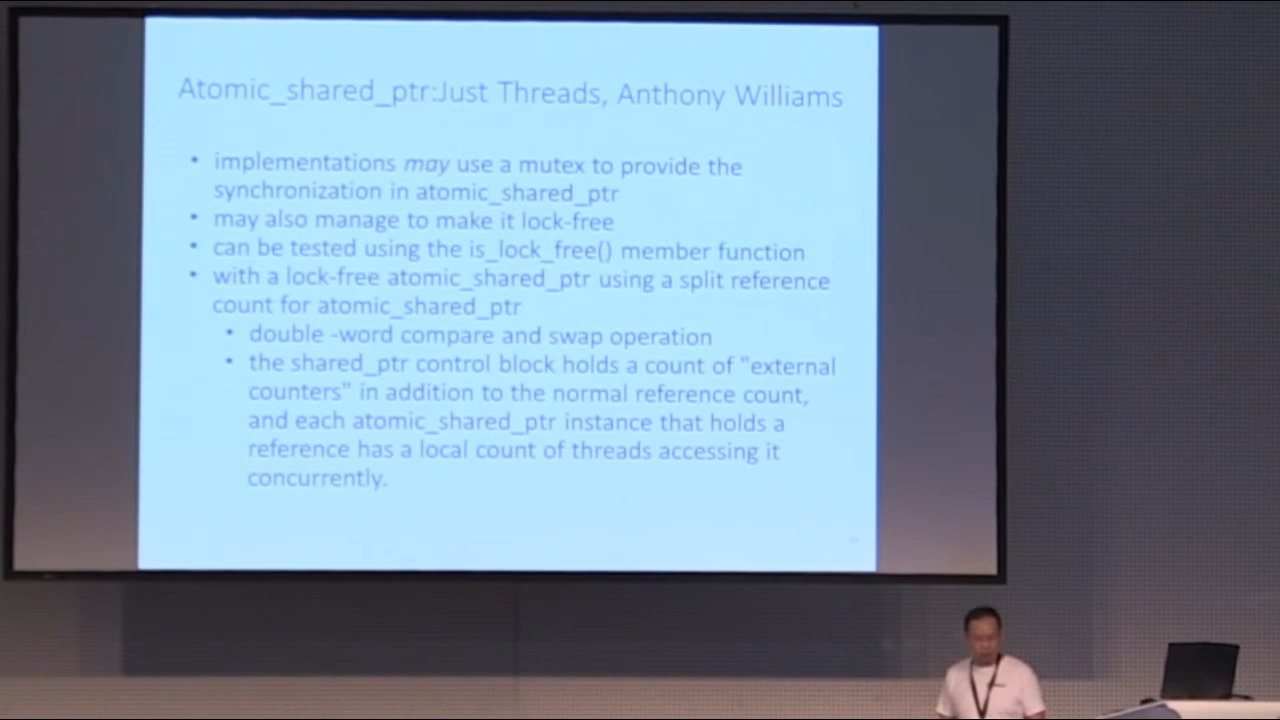 Atomic_shared_ptr:Just Threads, Anthony Williams
• implementations may use a mutex to provide the
synchronization in atomic_shared_ptr
• may also manage to make it lock-free
• can be tested using the is_lock_free() member function
• with a lock-free atomic_shared_ptr using a split reference
count for atomic_shared_ptr
• double -word compare and swap operation
• the shared_ptr control block holds a count of "external
counters" in addition to the normal reference count,
and each atomic_shared_ptr instance that holds a
reference has a local count of threads accessing it
concurrently.